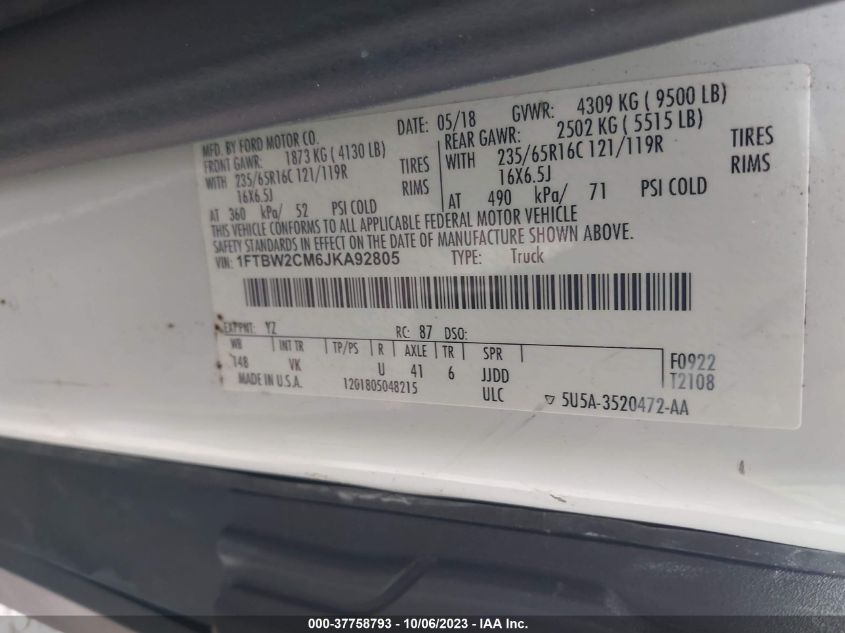 MFD. BY FORD MOTOR CO. DATE: 05/18 GVWR: 4309 KG ( 9500 LB)
FRONT GAWR: 1873 KG ( 4130 LB) REAR GAWR: 2502 KG ( 5515 LB)
WITH 235/65R16C 121/119R TIRES WITH 235/65R16C 121/119R TIRES
16X6.5J RIMS 16X6.5J RIMS
AT 360 kPa/ 52 PSI COLD AT 490 kPa/ 71 PSI COLD
THIS VEHICLE CONFORMS TO ALL APPLICABLE FEDERAL MOTOR VEHICLE
SAFETY STANDARDS IN EFFECT ON THE DATE OF MANUFACTURE SHOWN ABOVE.
VIN: 1FTBW2CM6JKA92805 TYPE: Truck
EXT PNT: YZ RC: 87 DSO:
WB INT TR TP/PS R AXLE TR SPR
148 VK U 41 6 JJDD
F0922
T2108
MADE IN U.S.A. 12G1805048215 ULC ▽ 5U5A-3520472-AA
000-37758793 - 10/06/2023 - IAA Inc.